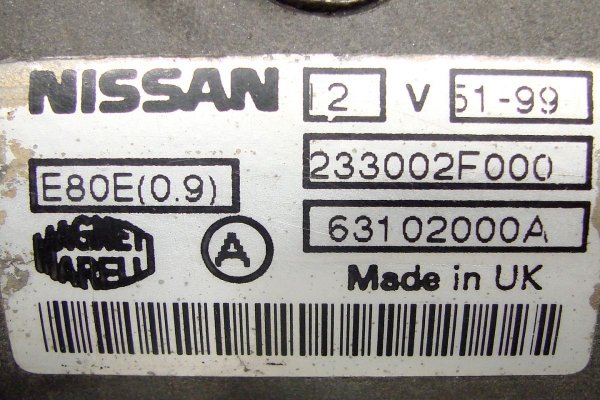 NISSAN 12 V 51-99
E80E(0.9) 233002F000
MAGNETI MARELLI A 63102000A
Made in UK